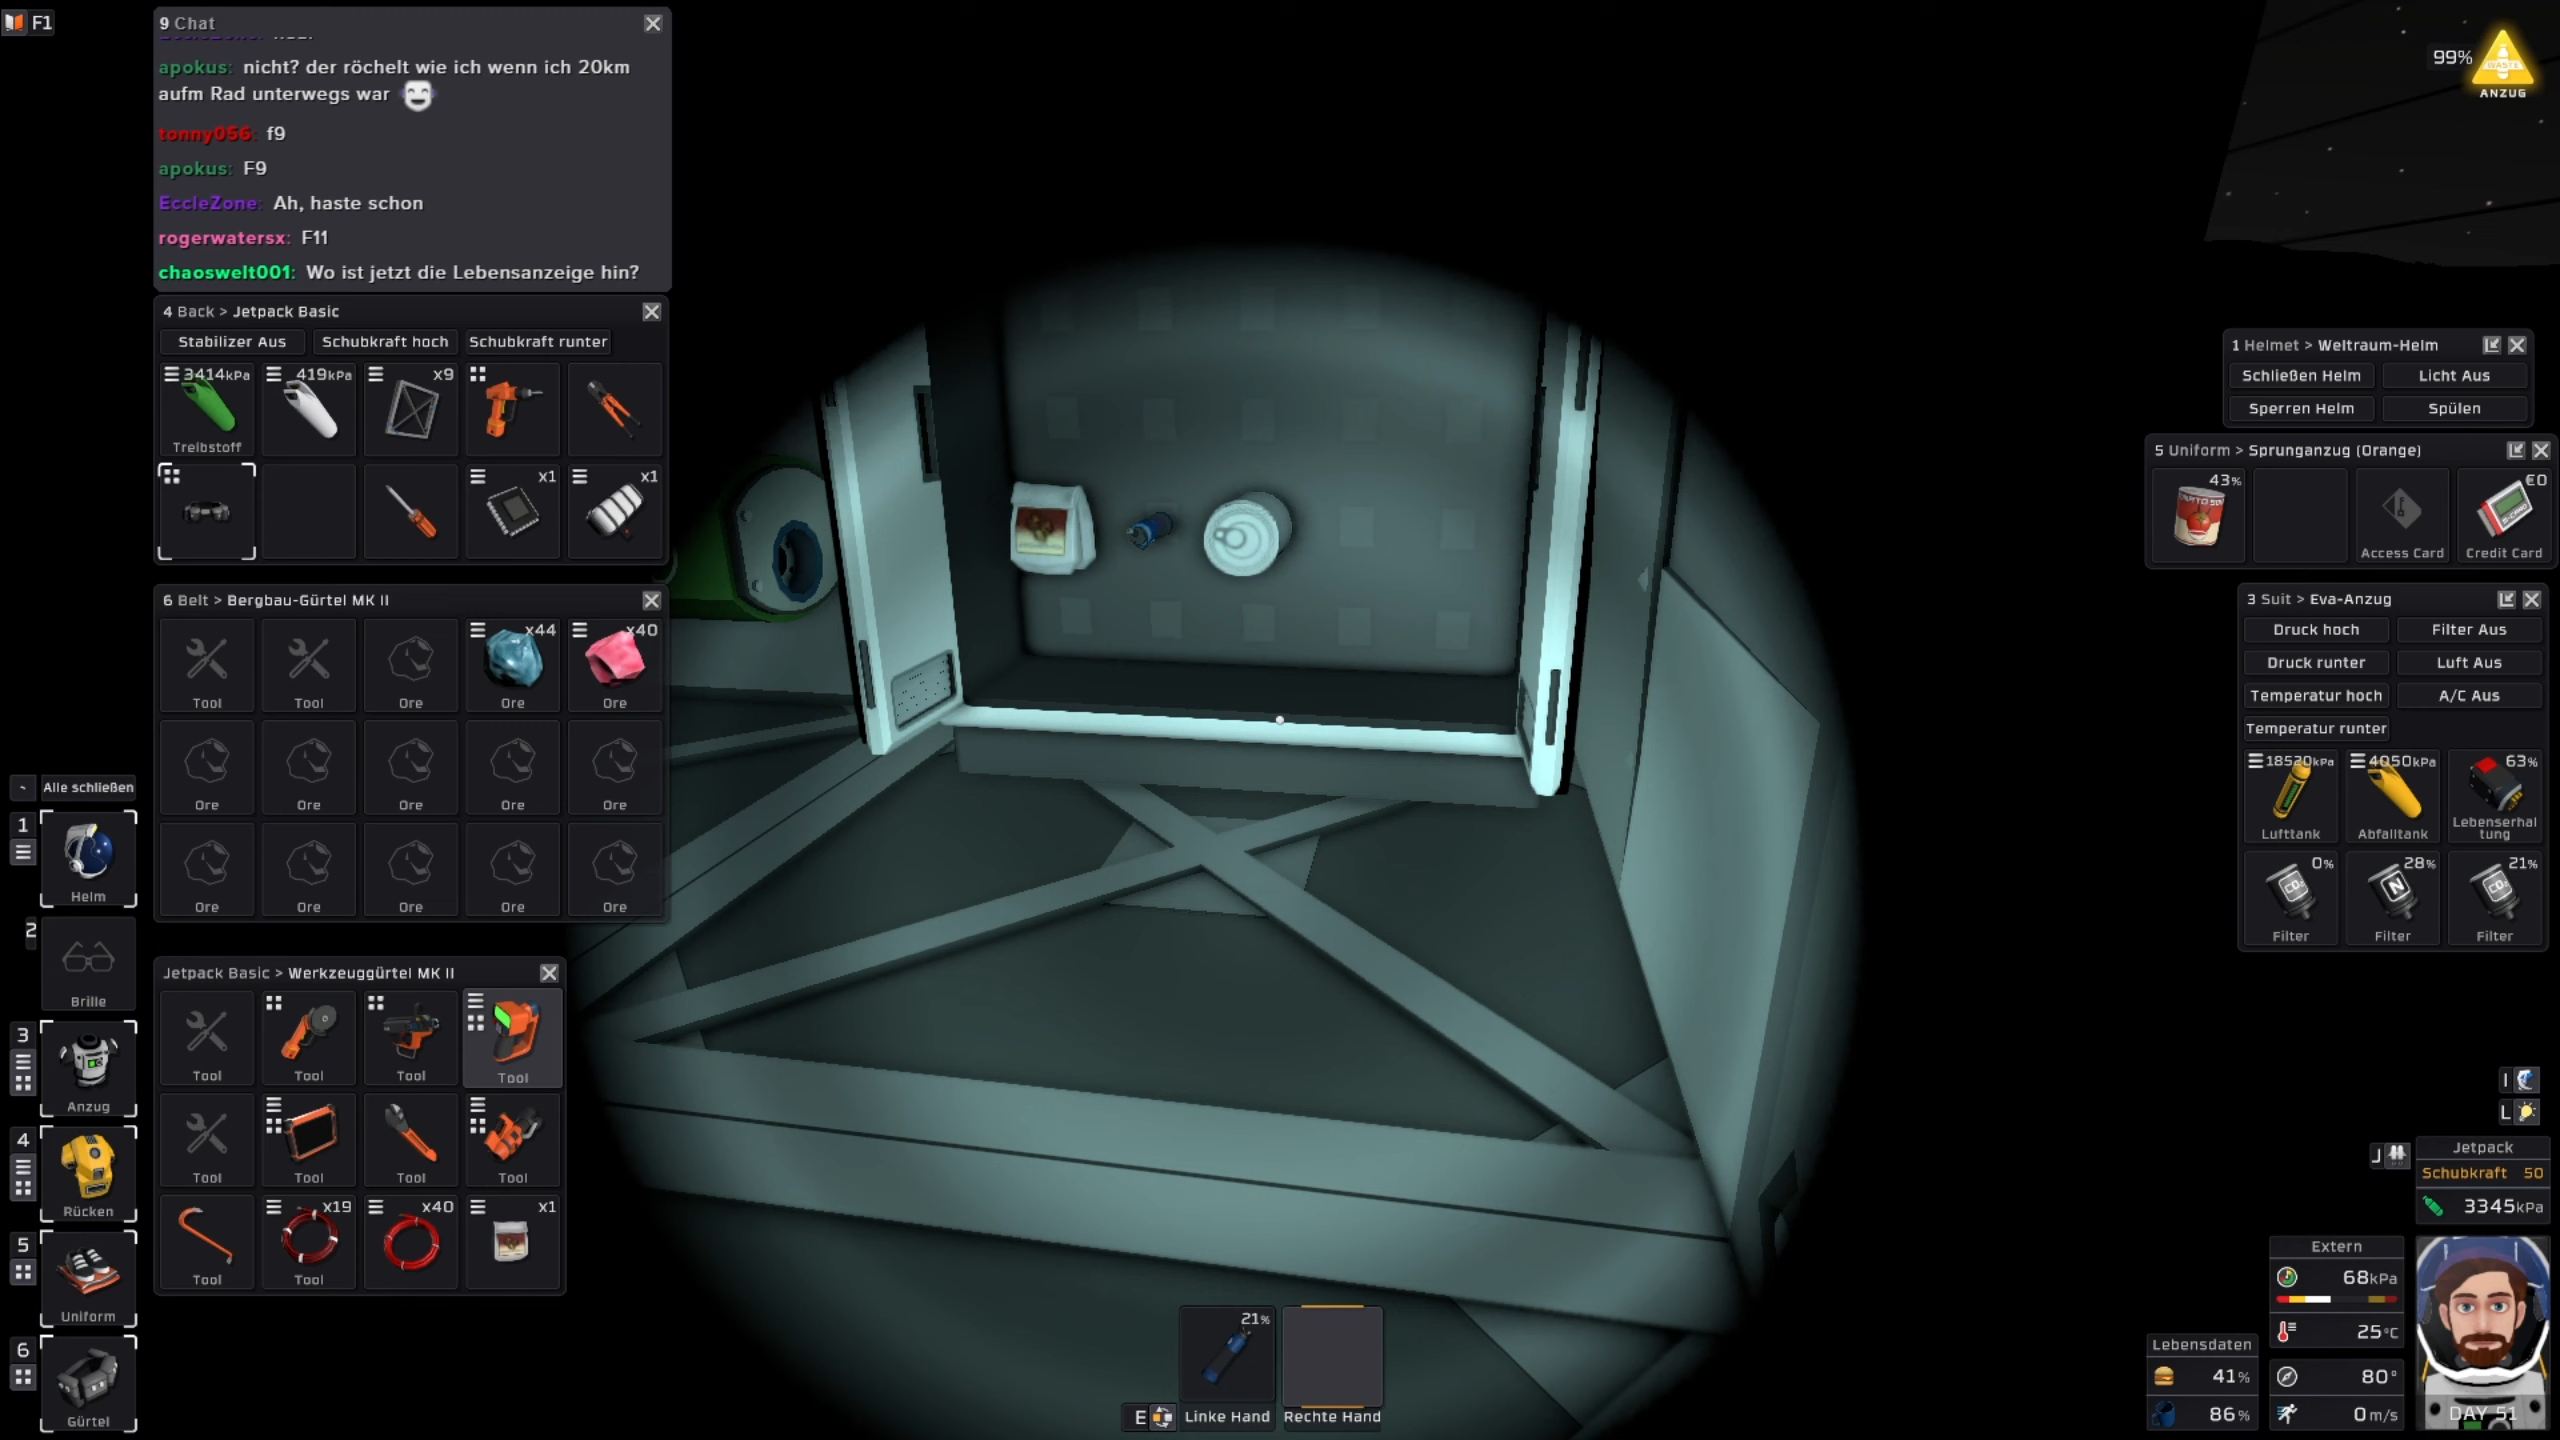 F1
9 Chat
apokus: nicht? der röchelt wie ich wenn ich 20km
aufm Rad unterwegs war
tonny056: f9
apokus: F9
EccleZone: Ah, haste schon
rogerwatersx: F11
chaoswelt001: Wo ist jetzt die Lebensanzeige hin?
99%
WASTE
ANZUG
4 Back > Jetpack Basic
Stabilizer Aus
Schubkraft hoch
Schubkraft runter
3414kPa
419kPa
x9
Treibstoff
x1
x1
1 Helmet > Weltraum-Helm
Schließen Helm
Licht Aus
Sperren Helm
Spülen
5 Uniform > Sprunganzug (Orange)
43%
€0
Access Card
Credit Card
6 Belt > Bergbau-Gürtel MK II
x44
x40
Tool
Tool
Ore
Ore
Ore
Ore
Ore
Ore
Ore
Ore
Ore
Ore
Ore
Ore
Ore
3 Suit > Eva-Anzug
Druck hoch
Filter Aus
Druck runter
Luft Aus
Temperatur hoch
A/C Aus
Temperatur runter
18520kPa
4050kPa
63%
Lufttank
Abfalltank
Lebenserhal
tung
0%
28%
21%
CO₂
N
CO₂
Filter
Filter
Filter
~
Alle schließen
1
Helm
2
Brille
3
Anzug
4
Rücken
5
Uniform
6
Gürtel
Jetpack Basic > Werkzeuggürtel MK II
Tool
Tool
Tool
Tool
Tool
Tool
Tool
Tool
x19
x40
x1
Tool
Tool
21%
E
Linke Hand
Rechte Hand
I
L
J
Jetpack
Schubkraft 50
3345kPa
Extern
68kPa
25°C
Lebensdaten
41%
80°
86%
0m/s
DAY 51